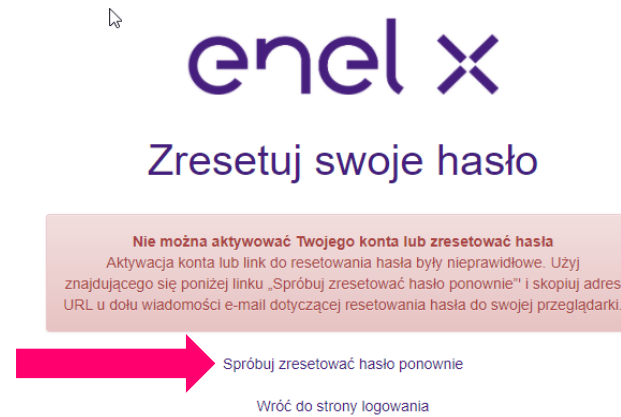 enel x
Zresetuj swoje hasło
Nie można aktywować Twojego konta lub zresetować hasła
Aktywacja konta lub link do resetowania hasła były nieprawidłowe. Użyj
znajdującego się poniżej linku „Spróbuj zresetować hasło ponownie"' i skopiuj adres
URL u dołu wiadomości e-mail dotyczącej resetowania hasła do swojej przeglądarki.
Spróbuj zresetować hasło ponownie
Wróć do strony logowania